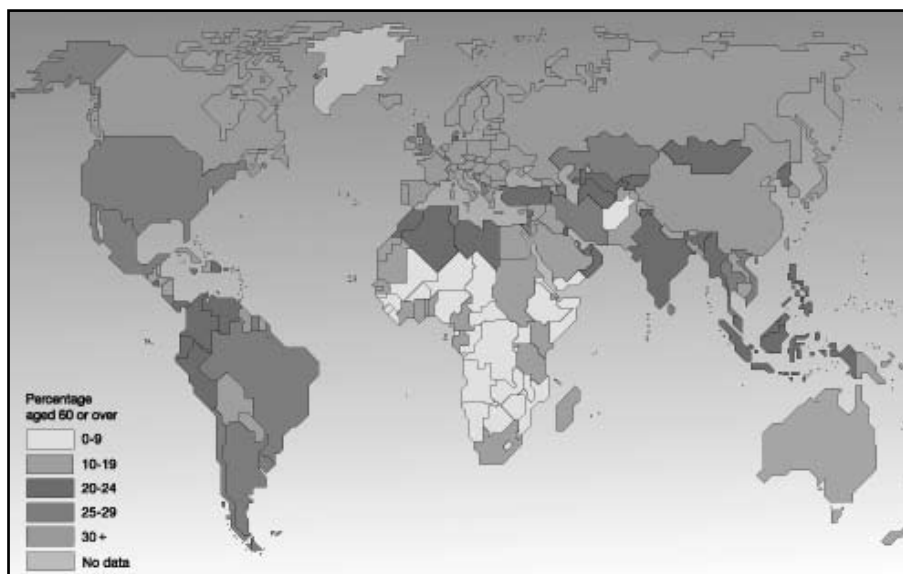 Percentage
aged 60 or over
0-9
10-19
20-24
25-29
30+
No data